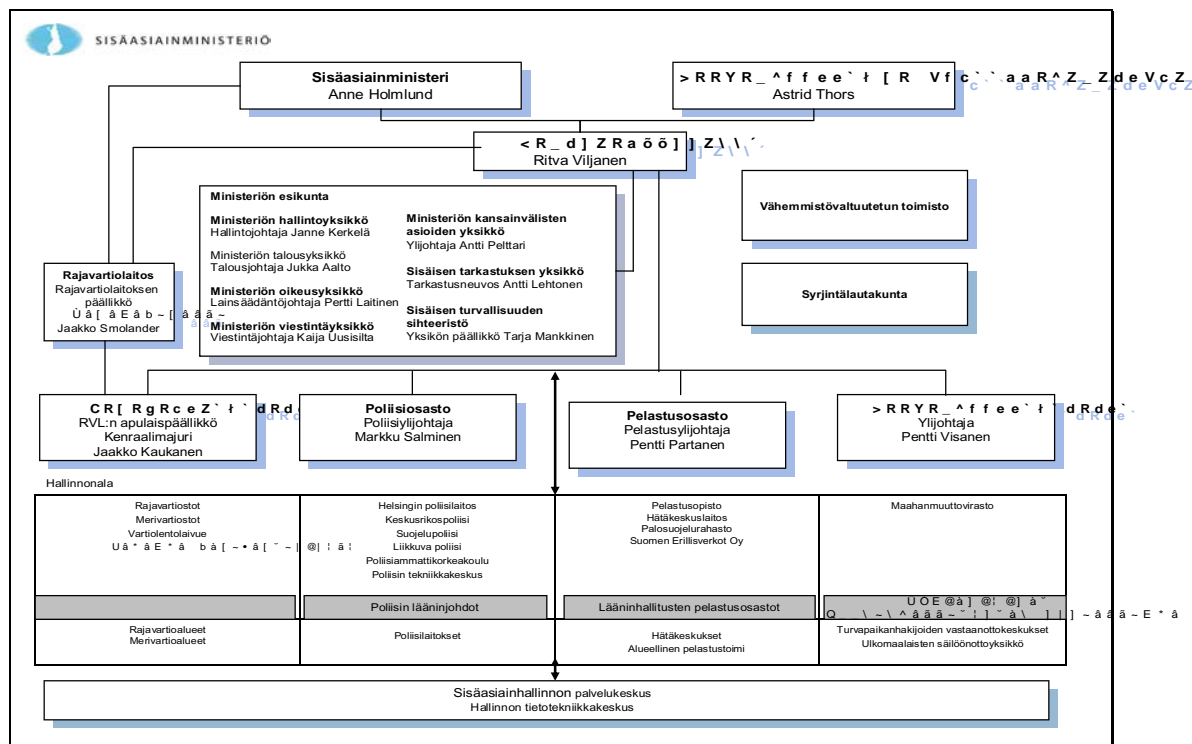 SISÄASIAINMINISTERIÖ
Sisäasiainministeri
Anne Holmlund
Astrid Thors
Ritva Viljanen
Ministeriön esikunta
Ministeriön hallintoyksikkö
Hallintojohtaja Janne Kerkelä
Ministeriön talousyksikkö
Talousjohtaja Jukka Aalto
Ministeriön oikeusyksikkö
Lainsäädäntöjohtaja Pertti Laitinen
Ministeriön viestintäyksikkö
Viestintäjohtaja Kaija Uusisilta
Ministeriön kansainvälisten
asioiden yksikkö
Ylijohtaja Antti Pelttari
Sisäisen tarkastuksen yksikkö
Tarkastusneuvos Antti Lehtonen
Sisäisen turvallisuuden
sihteeristö
Yksikön päällikkö Tarja Mankkinen
Vähemmistövaltuutetun toimisto
Syrjintälautakunta
Rajavartiolaitos
Rajavartiolaitoksen
päällikkö
Jaakko Smolander
RVL:n apulaispäällikkö
Kenraalimajuri
Jaakko Kaukanen
Poliisiosasto
Poliisiylijohtaja
Markku Salminen
Pelastusosasto
Pelastusylijohtaja
Pentti Partanen
Ylijohtaja
Pentti Visanen
Hallinnonala
Rajavartiostot
Merivartiostot
Vartiolentolaivue
Helsingin poliisilaitos
Keskusrikospoliisi
Suojelupoliisi
Liikkuva poliisi
Poliisiammattikorkeakoulu
Poliisin tekniikkakeskus
Pelastusopisto
Hätäkeskuslaitos
Palosuojelurahasto
Suomen Erillisverkot Oy
Maahanmuuttovirasto
Poliisin lääninjohdot
Lääninhallitusten pelastusosastot
Rajavartioalueet
Merivartioalueet
Poliisilaitokset
Hätäkeskukset
Alueellinen pelastustoimi
Turvapaikanhakijoiden vastaanottokeskukset
Ulkomaalaisten säilöönottoyksikkö
Sisäasiainhallinnon palvelukeskus
Hallinnon tietotekniikkakeskus